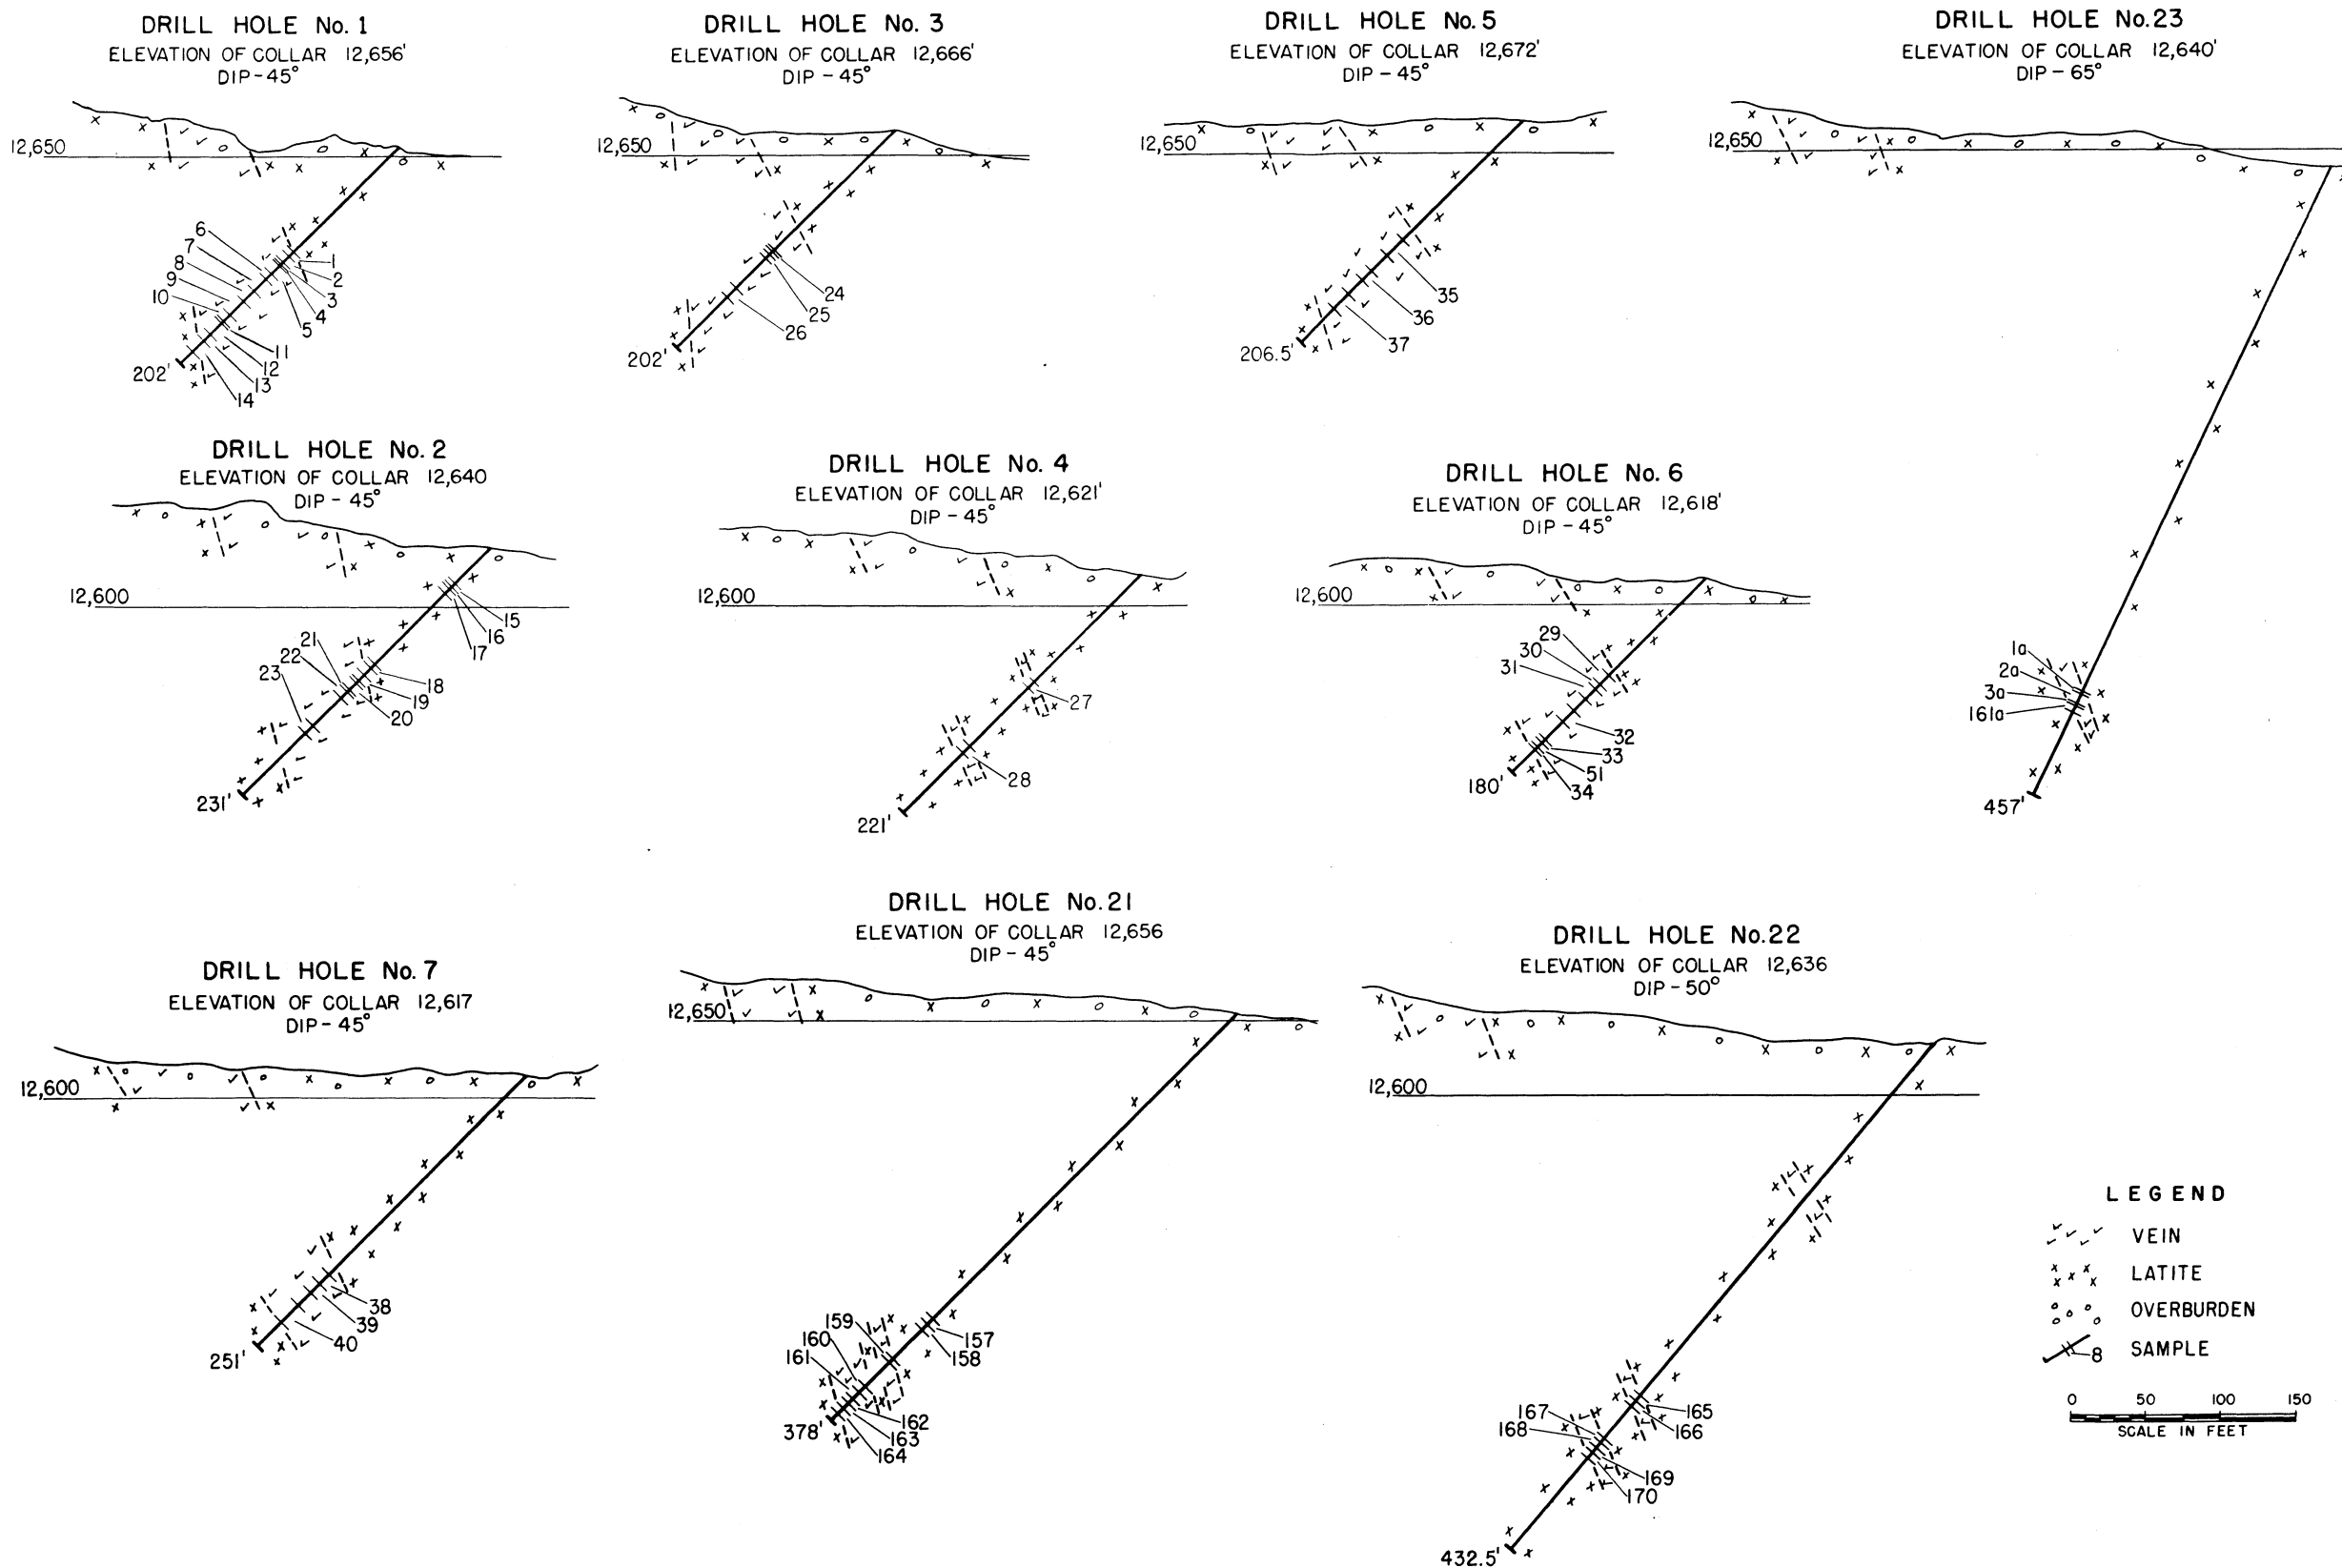 DRILL HOLE No. 1
ELEVATION OF COLLAR 12,656'
DIP - 45°
12,650
6
7
8
9
10
1
2
3
4
5
11
12
13
14
202'
DRILL HOLE No. 3
ELEVATION OF COLLAR 12,666'
DIP - 45°
12,650
24
25
26
202'
DRILL HOLE No. 5
ELEVATION OF COLLAR 12,672'
DIP - 45°
12,650
35
36
37
206.5'
DRILL HOLE No. 23
ELEVATION OF COLLAR 12,640'
DIP - 65°
12,650
1a
2a
3a
161a
457'
DRILL HOLE No. 2
ELEVATION OF COLLAR 12,640
DIP - 45°
12,600
15
16
17
21
22
23
18
19
20
231'
DRILL HOLE No. 4
ELEVATION OF COLLAR 12,621'
DIP - 45°
12,600
27
28
221'
DRILL HOLE No. 6
ELEVATION OF COLLAR 12,618'
DIP - 45°
12,600
29
30
31
32
33
51
34
180'
DRILL HOLE No. 7
ELEVATION OF COLLAR 12,617
DIP - 45°
12,600
38
39
40
251'
DRILL HOLE No. 21
ELEVATION OF COLLAR 12,656
DIP - 45°
12,650
159
160
161
157
158
162
163
164
378'
DRILL HOLE No. 22
ELEVATION OF COLLAR 12,636
DIP - 50°
12,600
165
166
167
168
169
170
432.5'
LEGEND
VEIN
LATITE
OVERBURDEN
8 SAMPLE
0 50 100 150
SCALE IN FEET